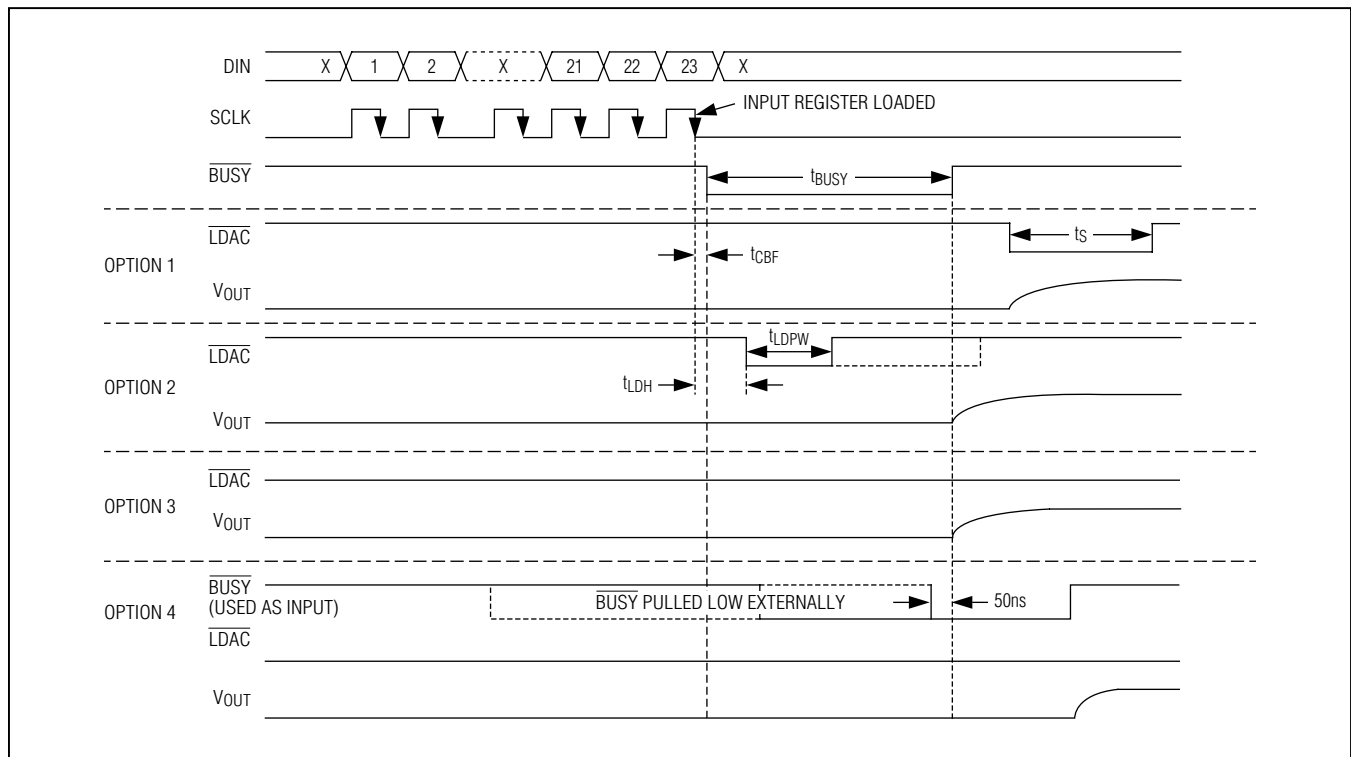 DIN X 1 2 X 21 22 23 X
SCLK INPUT REGISTER LOADED
BUSY tBUSY
LDAC tS
OPTION 1 tCBF
VOUT
LDAC tLDPW
OPTION 2 tLDH
VOUT
LDAC
OPTION 3
VOUT
BUSY
(USED AS INPUT) BUSY PULLED LOW EXTERNALLY 50ns
OPTION 4
LDAC
VOUT